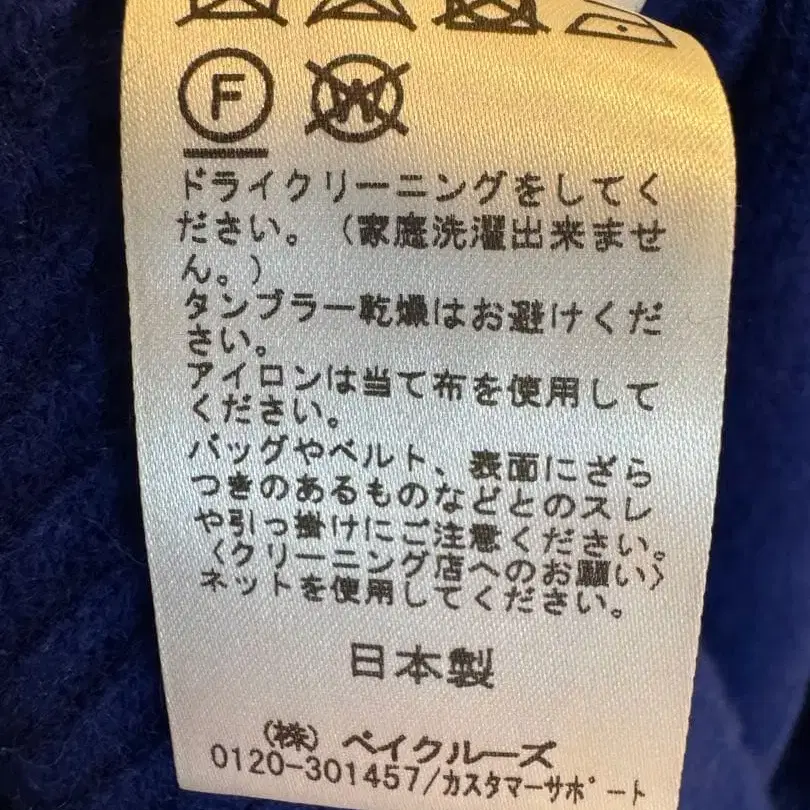 F
W
ドライクリーニングをしてく
ださい。（家庭洗濯出来ませ
ん。）
タンブラー乾燥はお避けくだ
さい。
アイロンは当て布を使用して
ください。
バッグやベルト、表面にざら
つきのあるものなどとのスレ
や引っ掛けにご注意ください。
〈クリーニング店へのお願い〉
ネットを使用してください。
日本製
（株）ベイクルーズ
0120-301457/カスタマーサポート